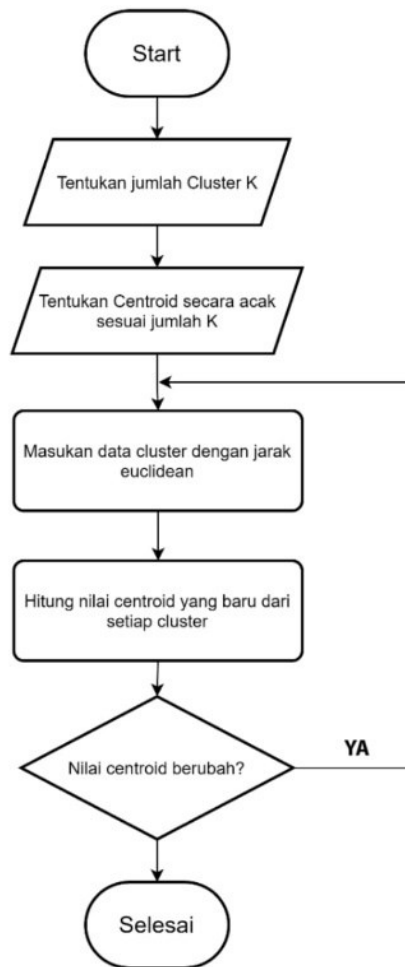 Start
Tentukan jumlah Cluster K
Tentukan Centroid secara acak
sesuai jumlah K
Masukan data cluster dengan jarak
euclidean
Hitung nilai centroid yang baru dari
setiap cluster
Nilai centroid berubah?
YA
Selesai